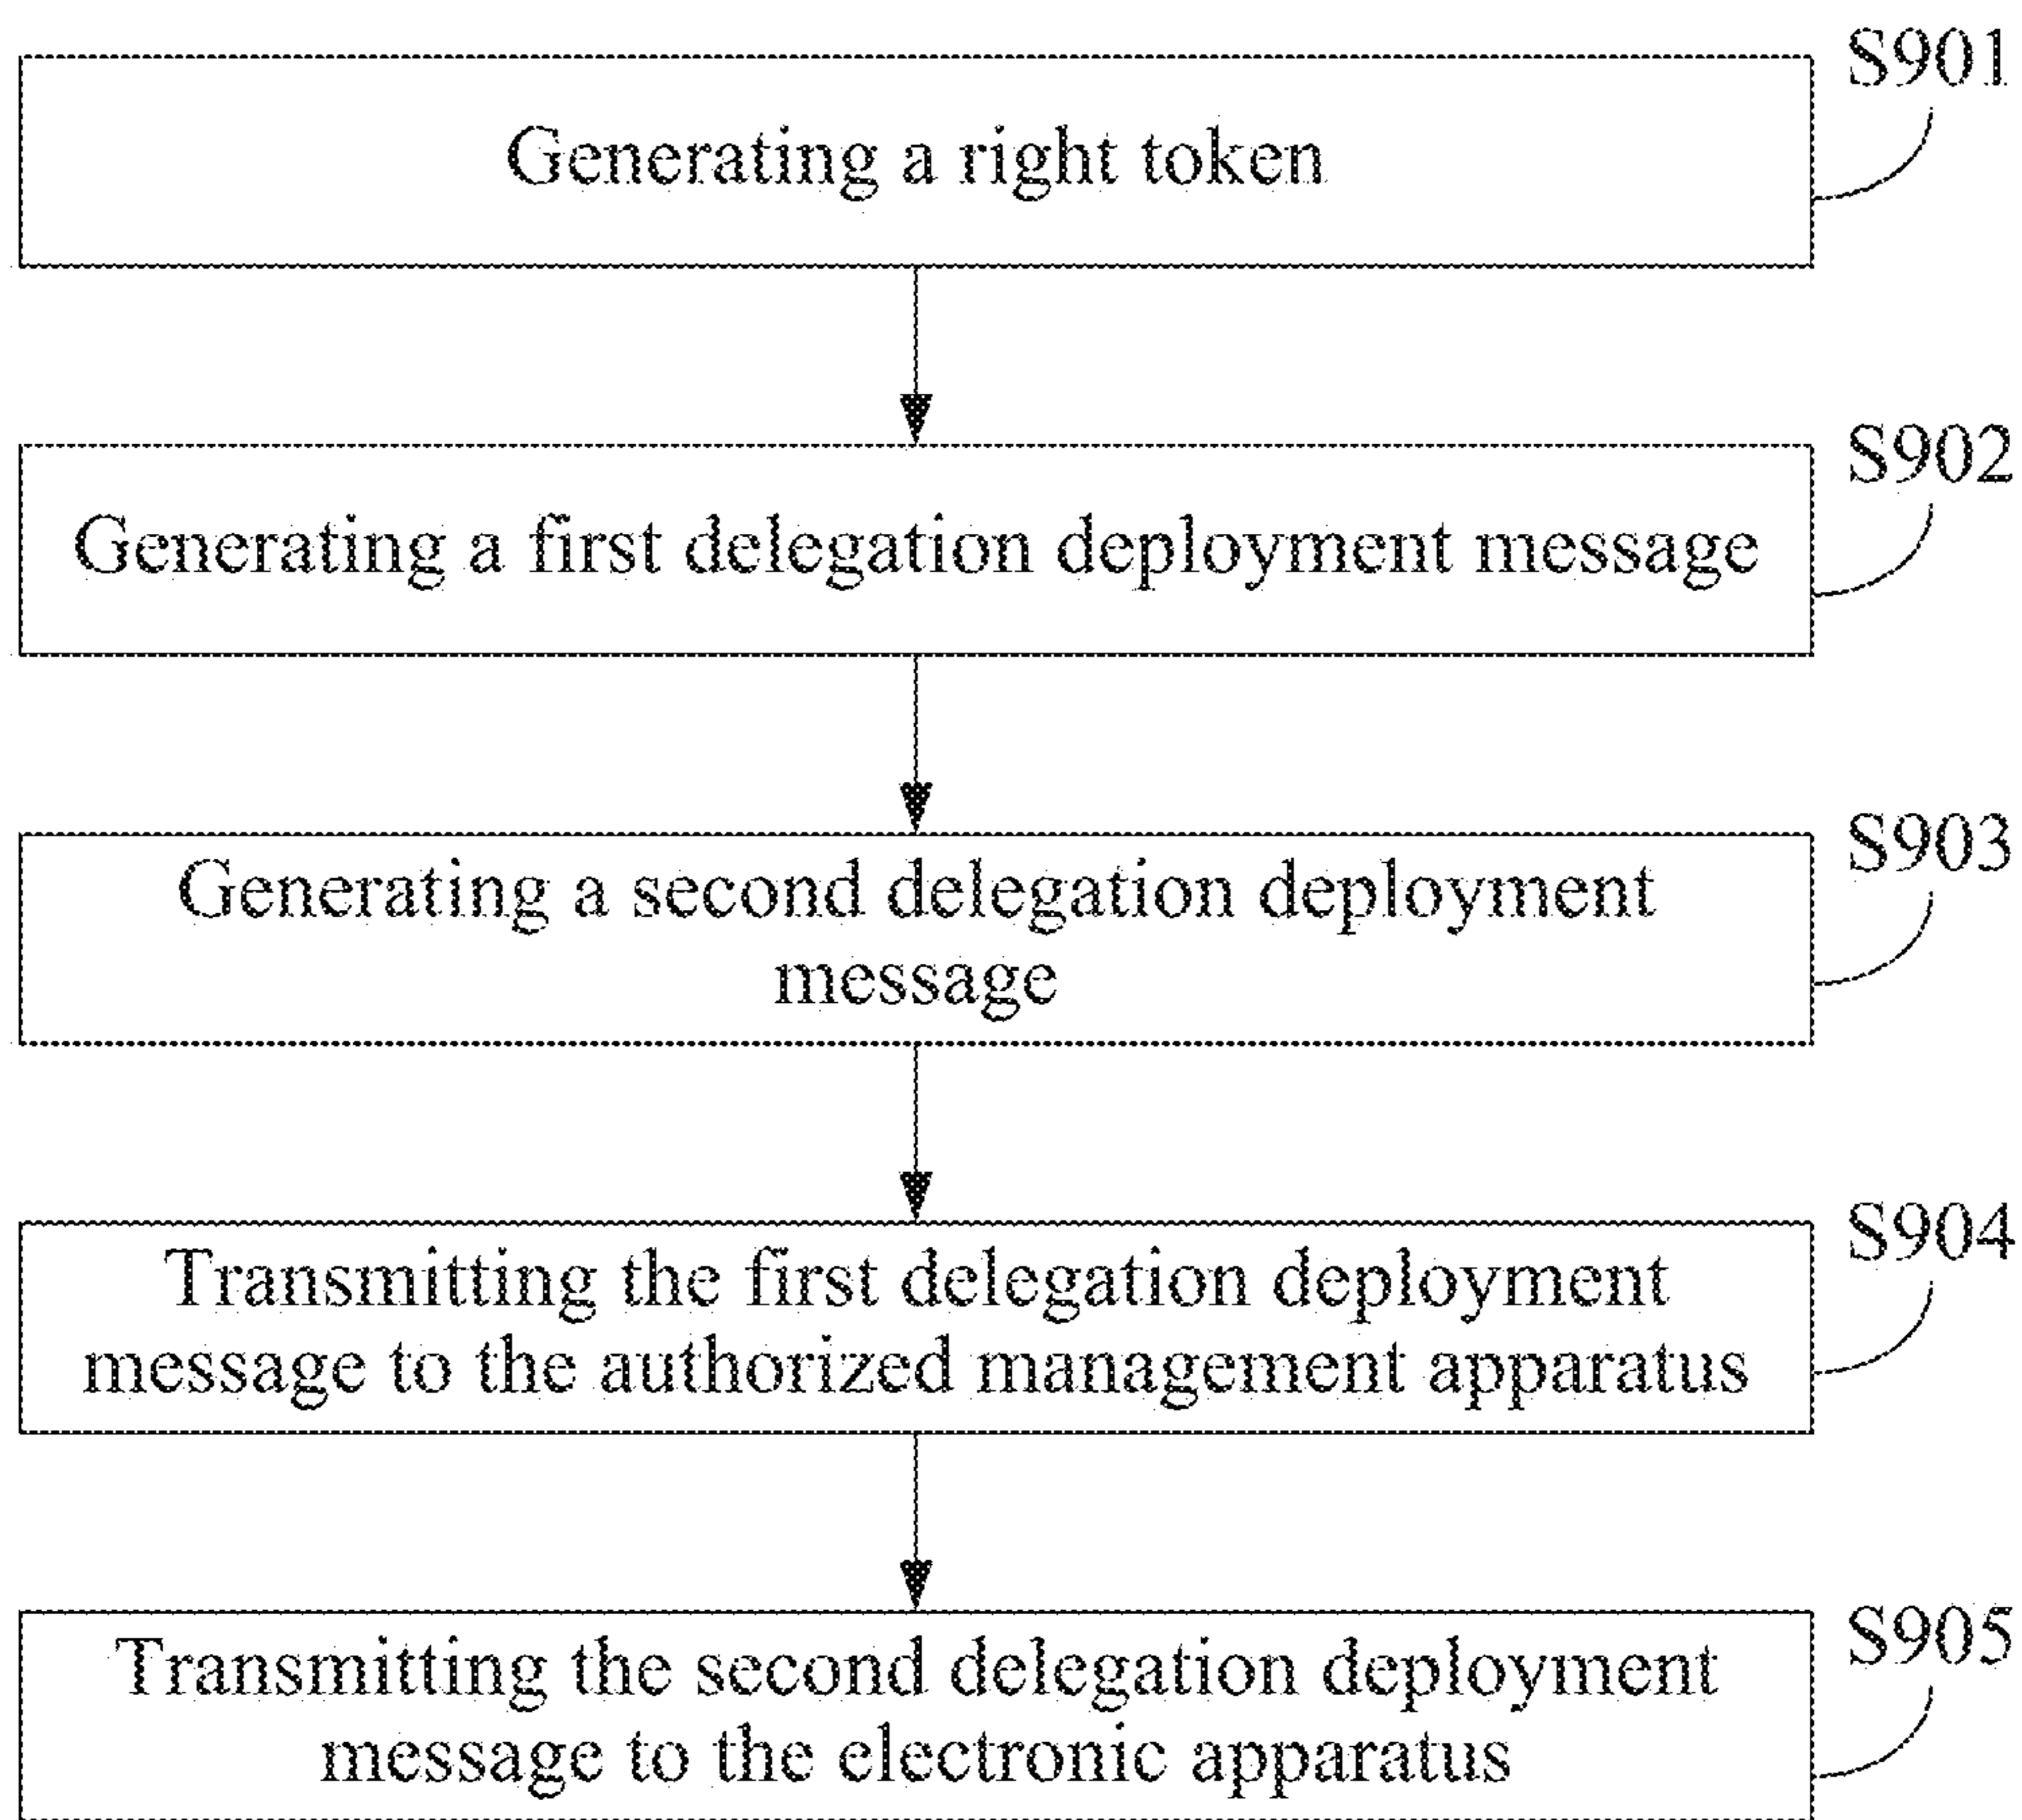 S901
Generating a right token
S902
Generating a first delegation deployment message
S903
Generating a second delegation deployment
message
S904
Transmitting the first delegation deployment
message to the authorized management apparatus
S905
Transmitting the second delegation deployment
message to the electronic apparatus